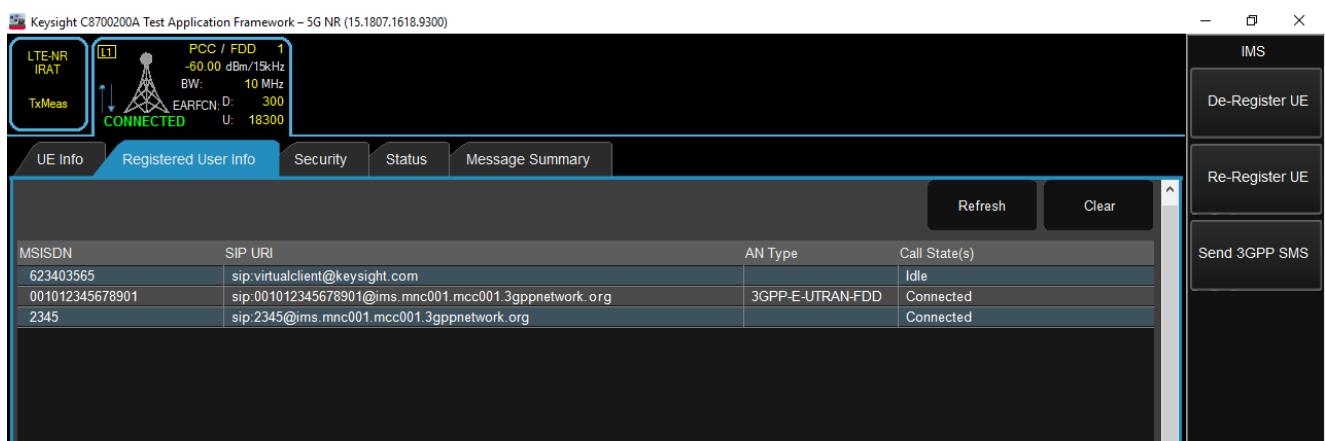 Keysight C8700200A Test Application Framework – 5G NR (15.1807.1618.9300)
LTE-NR
IRAT
TxMeas
L1
PCC / FDD 1
-60.00 dBm/15kHz
BW: 10 MHz
EARFCN: D: 300
CONNECTED U: 18300
IMS
De-Register UE
Re-Register UE
Send 3GPP SMS
UE Info Registered User Info Security Status Message Summary
Refresh Clear
MSISDN SIP URI AN Type Call State(s)
623403565 sip:virtualclient@keysight.com Idle
001012345678901 sip:001012345678901@ims.mnc001.mcc001.3gppnetwork.org 3GPP-E-UTRAN-FDD Connected
2345 sip:2345@ims.mnc001.mcc001.3gppnetwork.org Connected